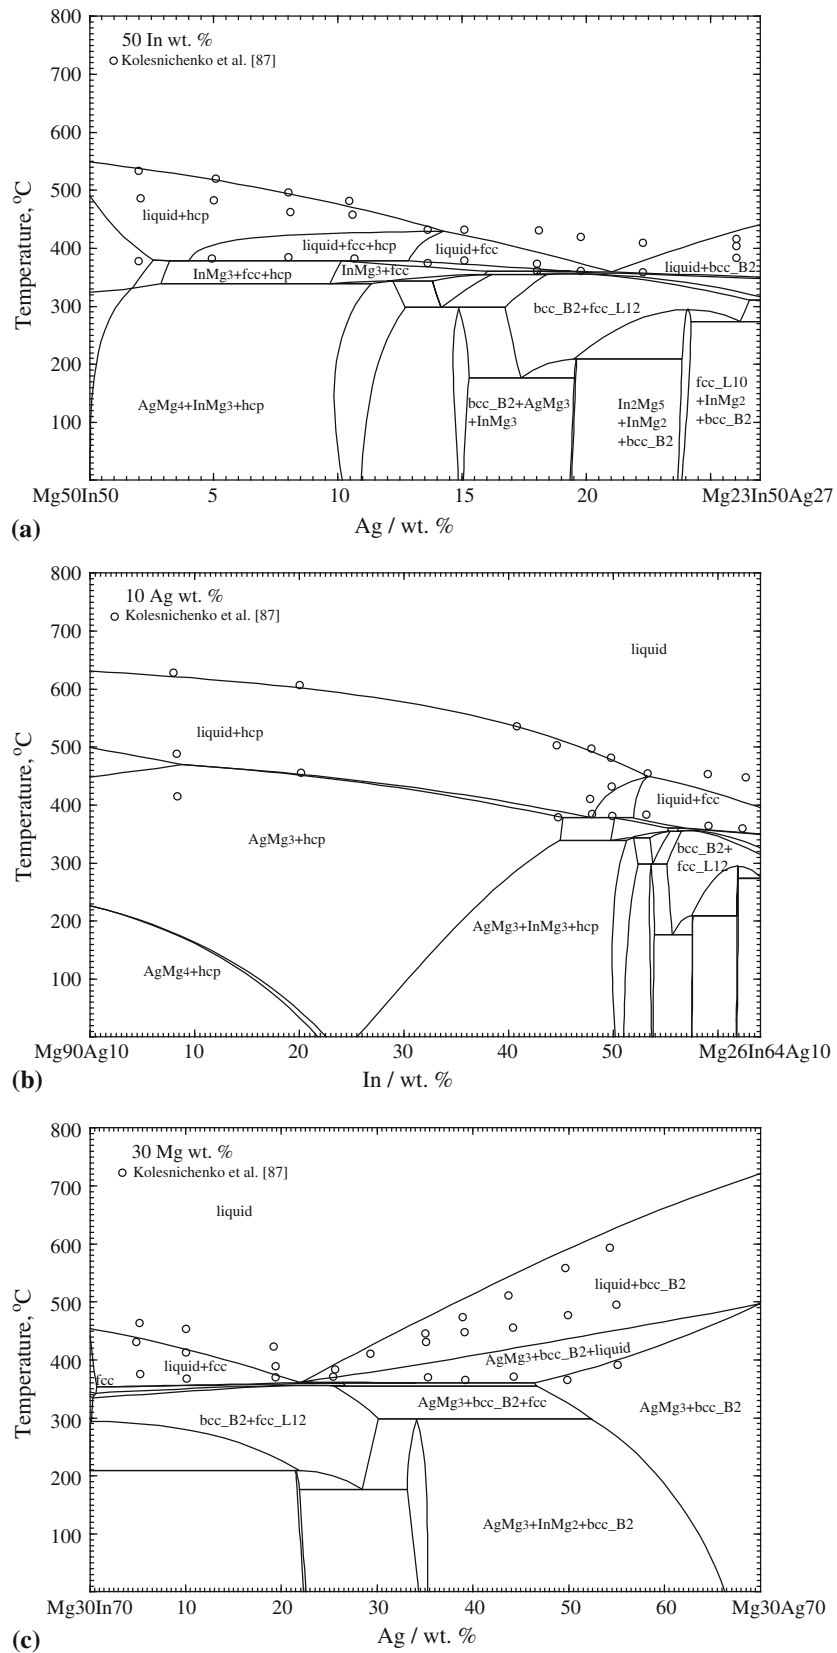 800
50 In wt. %
Kolesnichenko et al. [87]
700
600
500
400
300
200
100
Temperature, °C
liquid+hcp
liquid+fcc+hcp
liquid+fcc
liquid+bcc_B2
InMg3+fcc+hcp
InMg3+fcc
bcc_B2+fcc_L12
AgMg4+InMg3+hcp
bcc_B2+AgMg3
+InMg3
In2Mg5
+InMg2
+bcc_B2
fcc_L10
+InMg2
+bcc_B2
Mg50In50
5
10
15
20
Mg23In50Ag27
(a)
Ag / wt. %
800
10 Ag wt. %
Kolesnichenko et al. [87]
700
600
500
400
300
200
100
Temperature, °C
liquid
liquid+hcp
liquid+fcc
AgMg3+hcp
bcc_B2+
fcc_L12
AgMg3+InMg3+hcp
AgMg4+hcp
Mg90Ag10
20
30
40
50
Mg26In64Ag10
(b)
In / wt. %
800
30 Mg wt. %
Kolesnichenko et al. [87]
700
600
500
400
300
200
100
Temperature, °C
liquid
liquid+bcc_B2
liquid+fcc
AgMg3+bcc_B2+liquid
fcc
AgMg3+bcc_B2+fcc
AgMg3+bcc_B2
bcc_B2+fcc_L12
AgMg3+InMg2+bcc_B2
Mg30In70
10
20
30
40
50
60
Mg30Ag70
(c)
Ag / wt. %